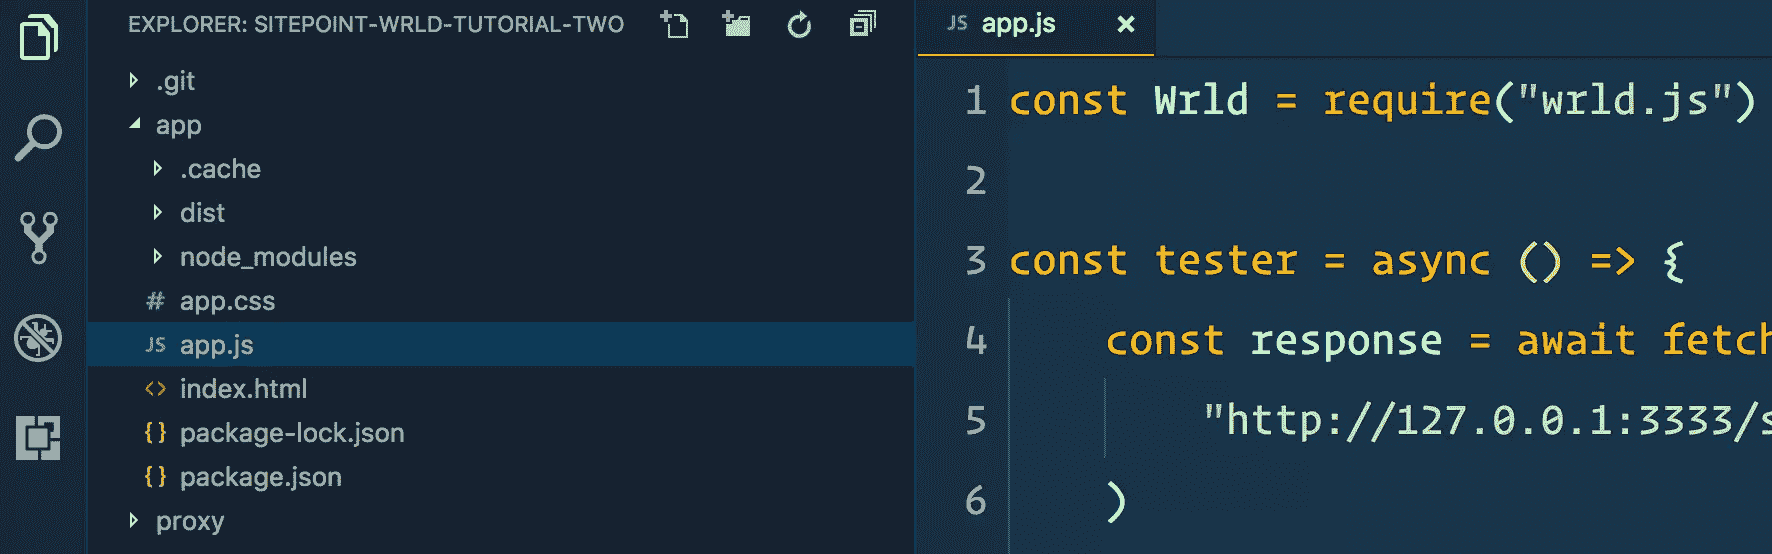 EXPLORER: SITEPOINT-WRLD-TUTORIAL-TWO
.git
app
.cache
dist
node_modules
# app.css
JS app.js
<> index.html
{} package-lock.json
{} package.json
proxy
JS app.js ×
1 const Wrld = require("wrld.js")
2
3 const tester = async () => {
4 const response = await fetch
5 "http://127.0.0.1:3333/s
6 )